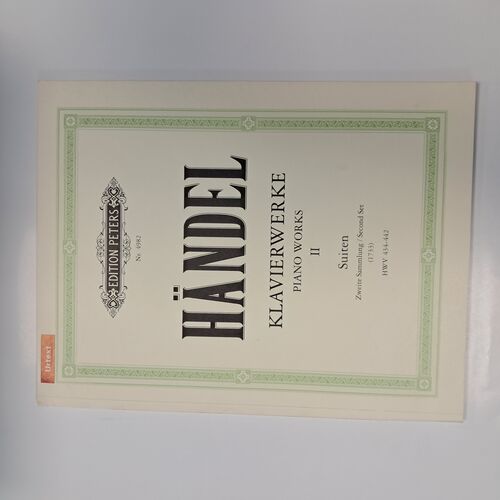 EDITION PETERS
Nr. 4982
HÄNDEL
KLAVIERWERKE
PIANO WORKS
II
Suiten
Zweite Sammlung / Second Set
(1733)
HWV 434-442
Urtext